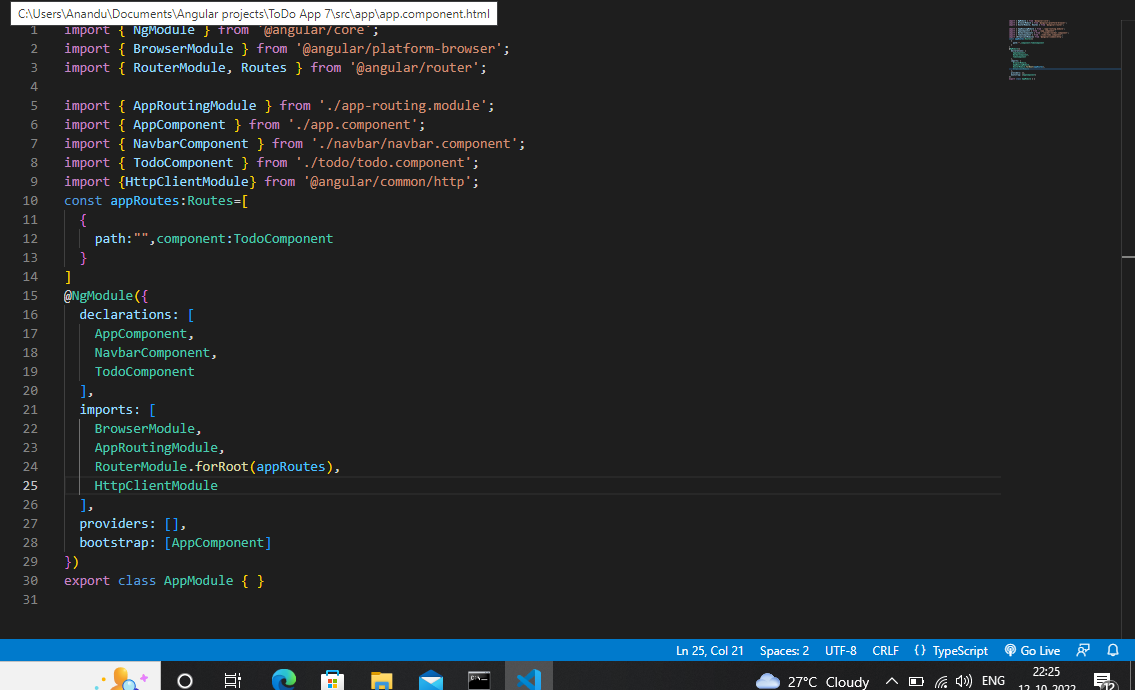 C:\Users\Anandu\Documents\Angular projects\ToDo App 7\src\app\app.component.html
1 import { NgModule } from '@angular/core';
2 import { BrowserModule } from '@angular/platform-browser';
3 import { RouterModule, Routes } from '@angular/router';
4
5 import { AppRoutingModule } from './app-routing.module';
6 import { AppComponent } from './app.component';
7 import { NavbarComponent } from './navbar/navbar.component';
8 import { TodoComponent } from './todo/todo.component';
9 import {HttpClientModule} from '@angular/common/http';
10 const appRoutes:Routes=[
11   {
12     path:"",component:TodoComponent
13   }
14 ]
15 @NgModule({
16   declarations: [
17     AppComponent,
18     NavbarComponent,
19     TodoComponent
20   ],
21   imports: [
22     BrowserModule,
23     AppRoutingModule,
24     RouterModule.forRoot(appRoutes),
25     HttpClientModule
26   ],
27   providers: [],
28   bootstrap: [AppComponent]
29 })
30 export class AppModule { }
31
Ln 25, Col 21 Spaces: 2 UTF-8 CRLF {} TypeScript Go Live
27°C Cloudy ENG 22:25
12-10-2022 12